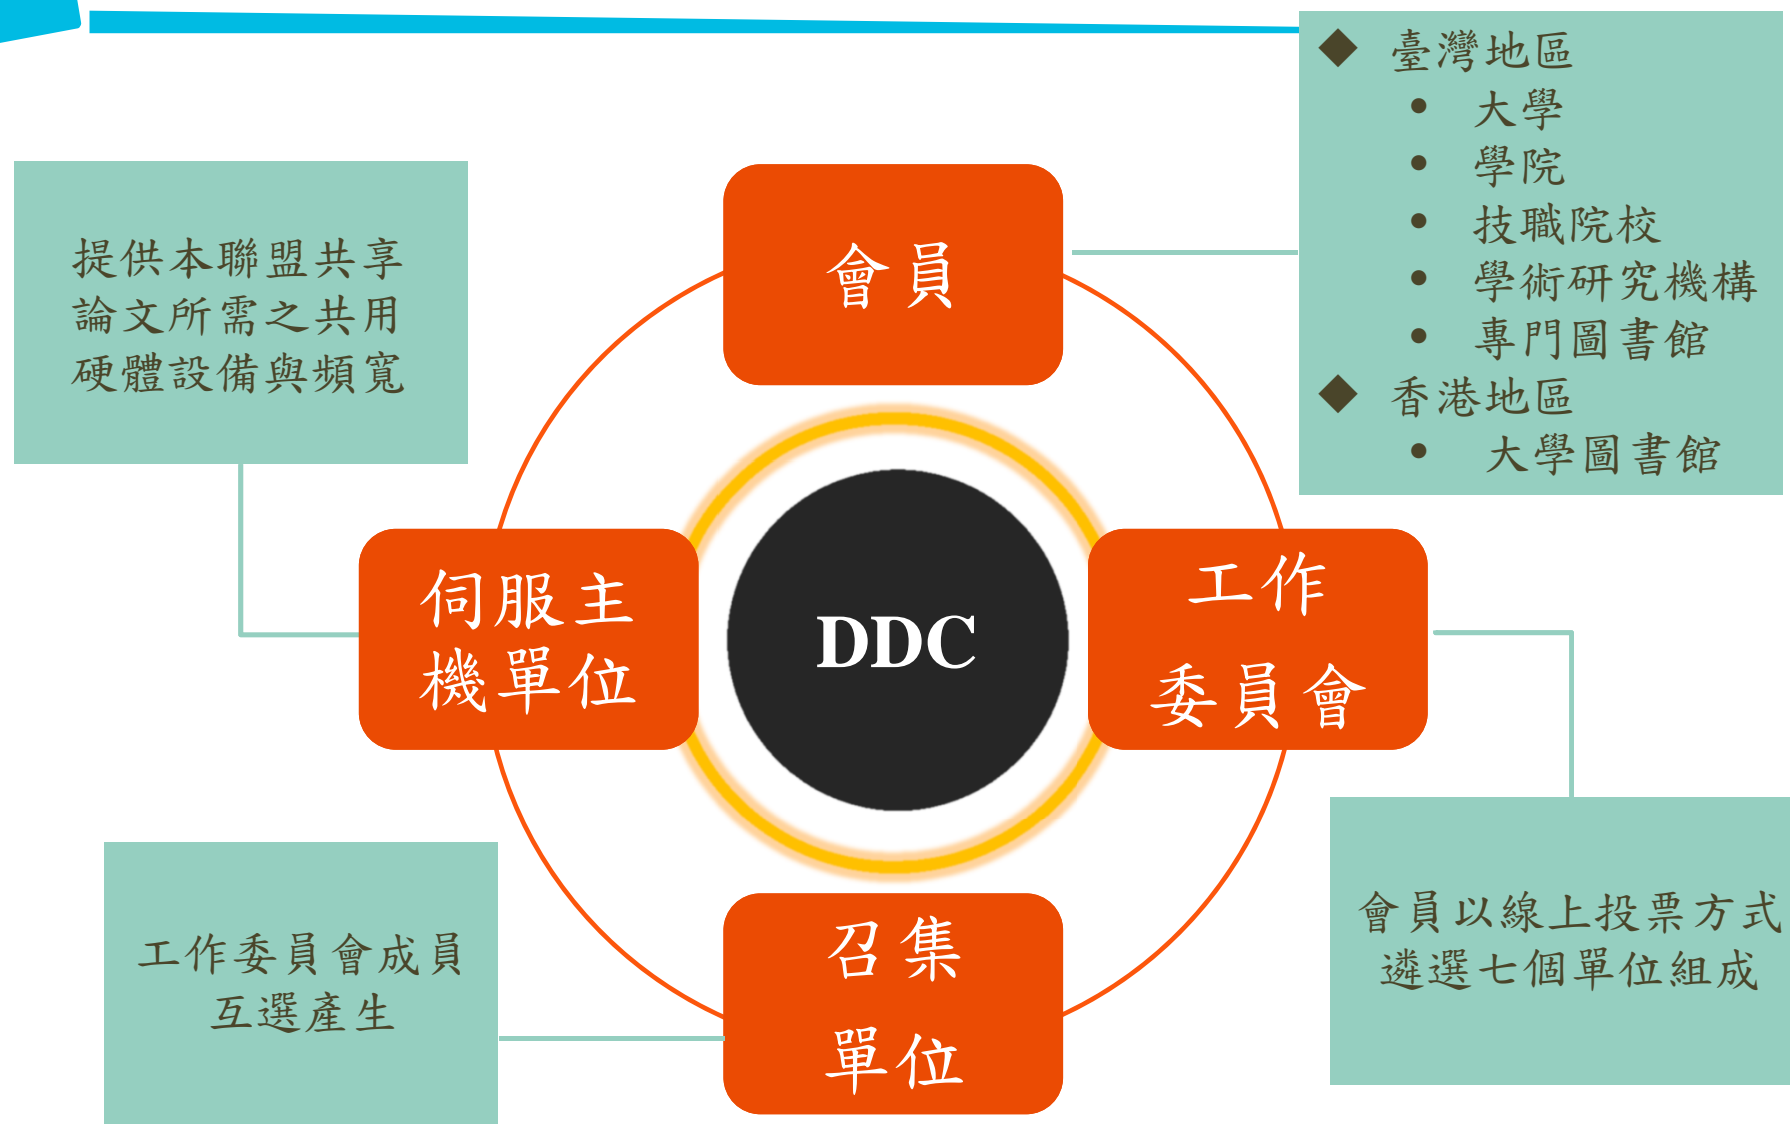 臺灣地區
大學
學院
技職院校
學術研究機構
專門圖書館
香港地區
大學圖書館
會員
提供本聯盟共享
論文所需之共用
硬體設備與頻寬
伺服主
機單位
DDC
工作
委員會
召集
單位
工作委員會成員
互選產生
會員以線上投票方式
遴選七個單位組成